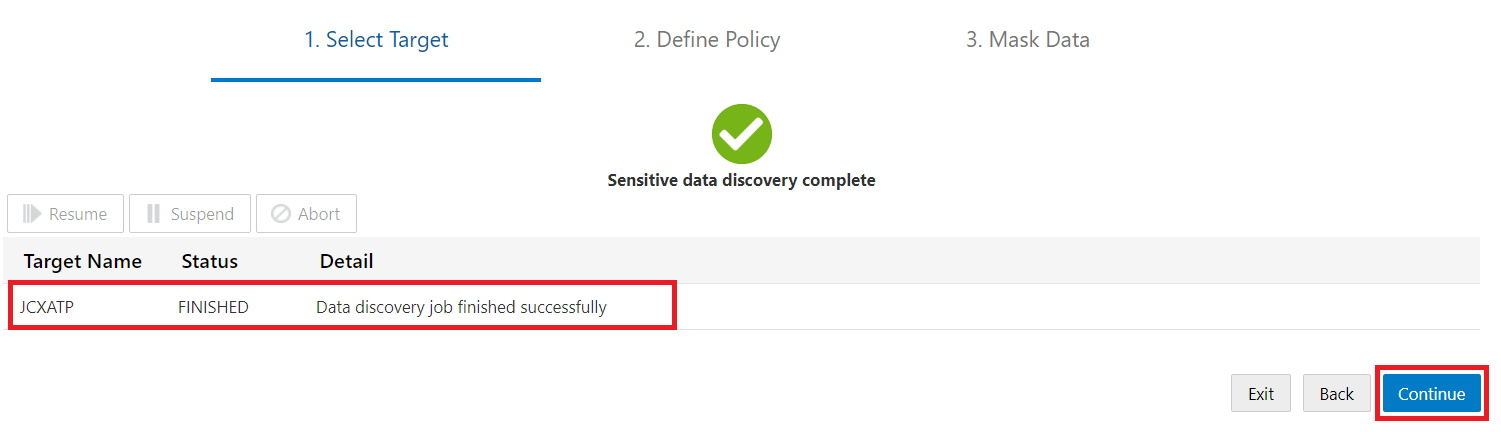 1. Select Target 2. Define Policy 3. Mask Data
Sensitive data discovery complete
Resume Suspend Abort
Target Name Status Detail
JCXATP FINISHED Data discovery job finished successfully
Exit Back Continue